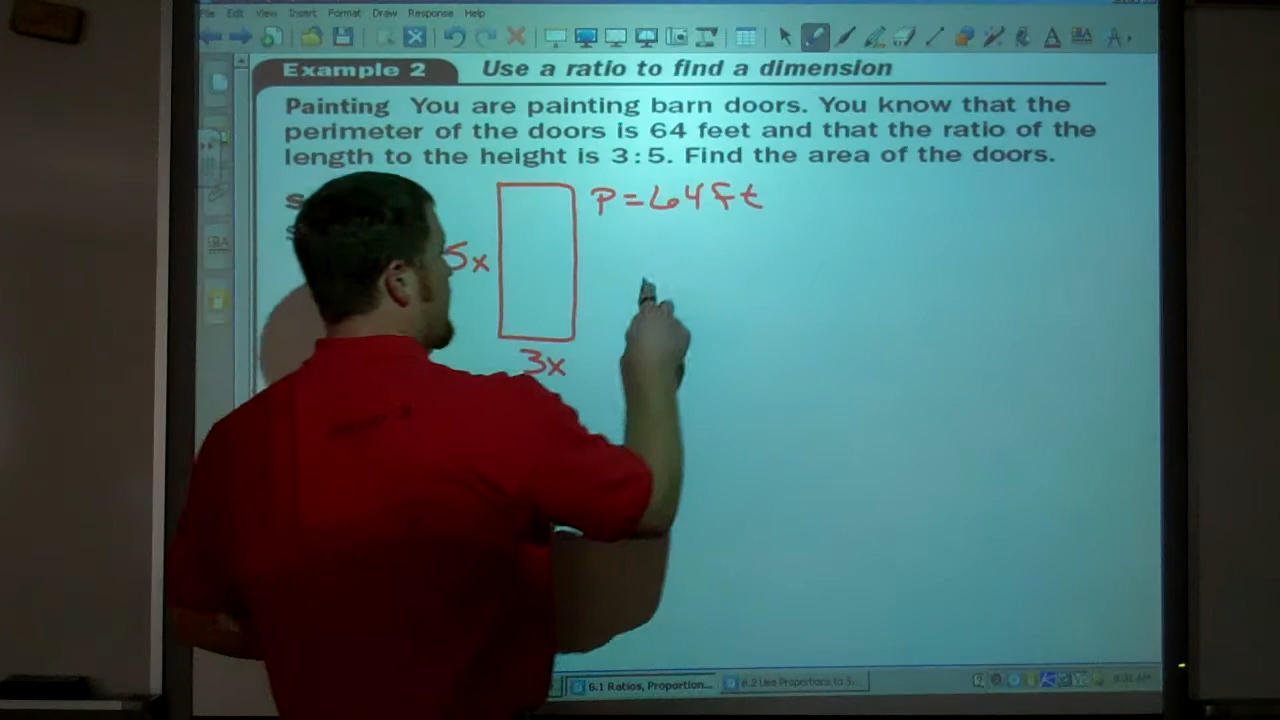 File Edit View Insert Format Draw Response Help
Example 2 Use a ratio to find a dimension
Painting You are painting barn doors. You know that the
perimeter of the doors is 64 feet and that the ratio of the
length to the height is 3:5. Find the area of the doors.
S
P=64ft
5x
3x
6.1 Ratios, Proportion... 6.2 Use Proportions to S...